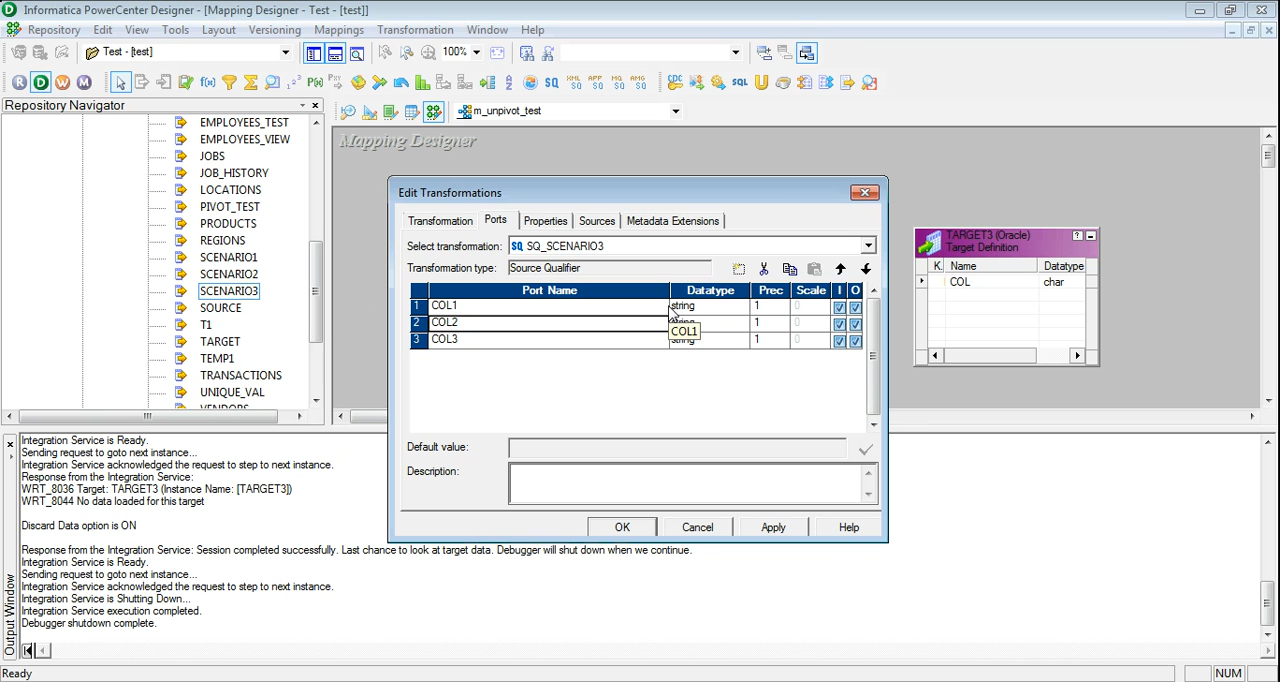 Informatica PowerCenter Designer - [Mapping Designer - Test - [test]]
Repository Edit View Tools Layout Versioning Mappings Transformation Window Help
Test - [test] 100%
R D W M
m_unpivot_test
Repository Navigator
EMPLOYEES_TEST
EMPLOYEES_VIEW
JOBS
JOB_HISTORY
LOCATIONS
PIVOT_TEST
PRODUCTS
REGIONS
SCENARIO1
SCENARIO2
SCENARIO3
SOURCE
T1
TARGET
TEMP1
TRANSACTIONS
UNIQUE_VAL
VENDORS
Mapping Designer
Edit Transformations
Transformation Ports Properties Sources Metadata Extensions
Select transformation: SQ SQ_SCENARIO3
Transformation type: Source Qualifier
Port Name Datatype Prec Scale I O
1 COL1 string 1 0
2 COL2 string 1 0
3 COL3 string 1 0
COL1
Default value:
Description:
OK Cancel Apply Help
TARGET3 (Oracle)
Target Definition
K. Name Datatype
COL char
Output Window
Integration Service is Ready.
Sending request to goto next instance...
Integration Service acknowledged the request to step to next instance.
Response from the Integration Service:
WRT_8036 Target: TARGET3 (Instance Name: [TARGET3])
WRT_8044 No data loaded for this target
Discard Data option is ON
Response from the Integration Service: Session completed successfully. Last chance to look at target data. Debugger will shut down when we continue.
Integration Service is Ready.
Sending request to goto next instance...
Integration Service acknowledged the request to step to next instance.
Integration Service is Shutting Down...
Integration Service execution completed.
Debugger shutdown complete.
Ready NUM